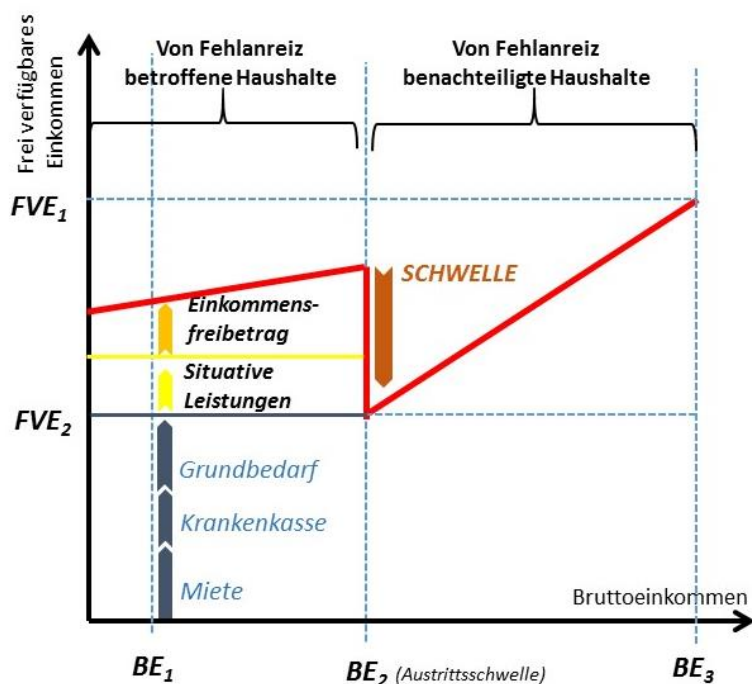 Frei verfügbares
Einkommen
Von Fehlanreiz
betroffene Haushalte
Von Fehlanreiz
benachteiligte Haushalte
FVE1
SCHWELLE
Einkommens-
freibetrag
Situative
Leistungen
FVE2
Grundbedarf
Krankenkasse
Miete
Bruttoeinkommen
BE1
BE2 (Austrittsschwelle)
BE3